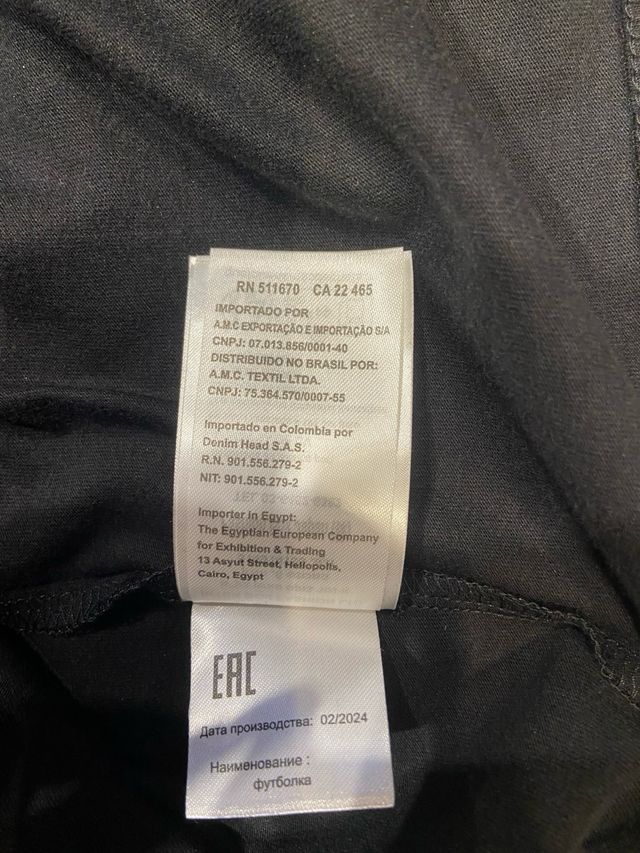 RN 511670 CA 22 465
IMPORTADO POR
A.M.C EXPORTAÇÃO E IMPORTAÇÃO S/A
CNPJ: 07.013.856/0001-40
DISTRIBUIDO NO BRASIL POR:
A.M.C. TEXTIL LTDA.
CNPJ: 75.364.570/0007-55
Importado en Colombia por
Denim Head S.A.S.
R.N. 901.556.279-2
NIT: 901.556.279-2
Importer in Egypt:
The Egyptian European Company
for Exhibition & Trading
13 Asyut Street, Heliopolis,
Cairo, Egypt
EAC
Дата производства: 02/2024
Наименование :
футболка